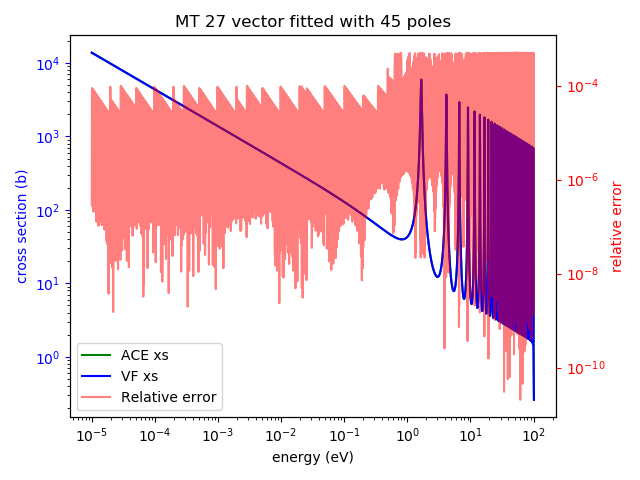 MT 27 vector fitted with 45 poles
cross section (b)
10^4
10^3
10^2
10^1
10^0
10^-4
10^-6
10^-8
10^-10
relative error
ACE xs
VF xs
Relative error
10^-5 10^-4 10^-3 10^-2 10^-1 10^0 10^1 10^2
energy (eV)